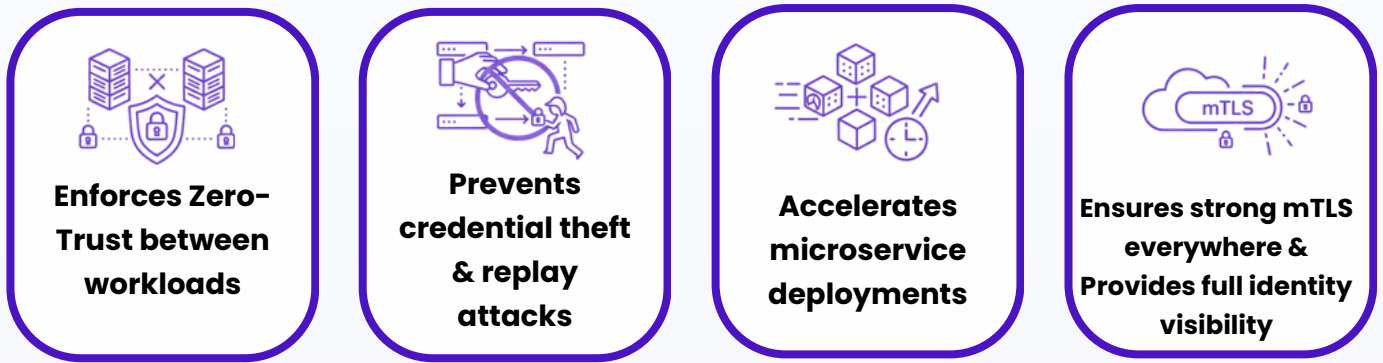 Enforces Zero-
Trust between
workloads
Prevents
credential theft
& replay
attacks
Accelerates
microservice
deployments
mTLS
Ensures strong mTLS
everywhere &
Provides full identity
visibility